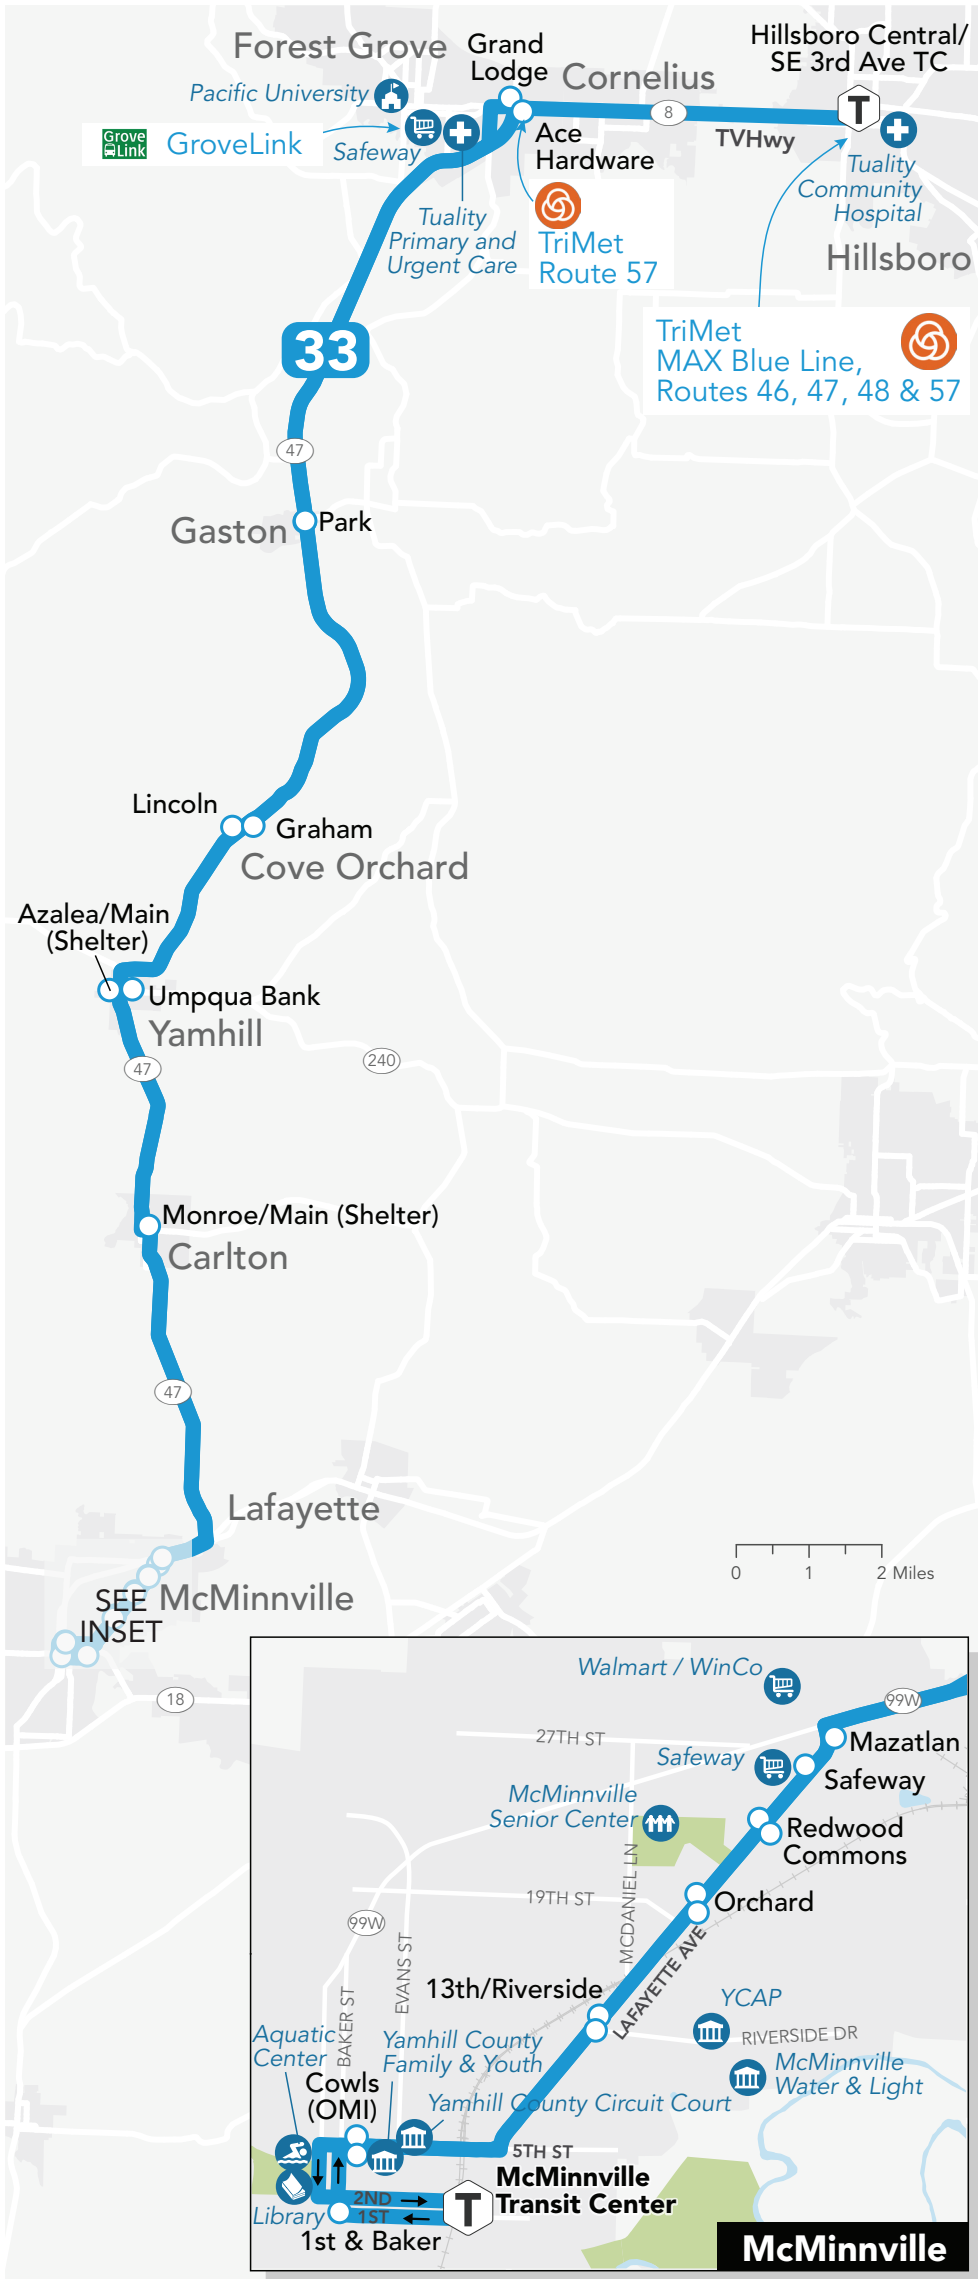 Forest Grove
Grand
Lodge
Cornelius
Hillsboro Central/
SE 3rd Ave TC
Pacific University
Grove
Link
GroveLink
Safeway
8
TVHwy
T
Ace
Hardware
Tuality
Community
Hospital
Tuality
Primary and
Urgent Care
TriMet
Route 57
Hillsboro
TriMet
MAX Blue Line,
Routes 46, 47, 48 & 57
33
47
Gaston
Park
Lincoln
Graham
Cove Orchard
Azalea/Main
(Shelter)
Umpqua Bank
Yamhill
47
240
Monroe/Main (Shelter)
Carlton
47
Lafayette
0
1
2 Miles
SEE
INSET
McMinnville
18
Walmart / WinCo
99W
27TH ST
Mazatlan
Safeway
Safeway
McMinnville
Senior Center
Redwood
Commons
MCDANIEL LN
19TH ST
Orchard
99W
EVANS ST
LAFAYETTE AVE
13th/Riverside
BAKER ST
YCAP
RIVERSIDE DR
Aquatic
Center
Yamhill County
Family & Youth
McMinnville
Water & Light
Cowls
(OMI)
Yamhill County Circuit Court
5TH ST
McMinnville
Transit Center
2ND
1ST
T
Library
1st & Baker
McMinnville